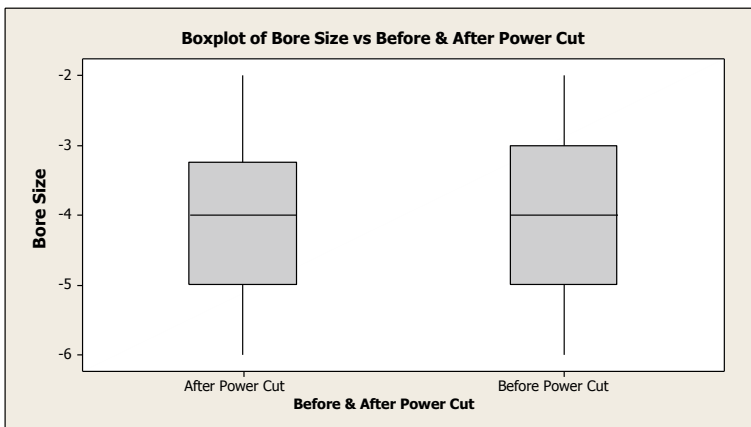 Boxplot of Bore Size vs Before & After Power Cut
Bore Size
-2
-3
-4
-5
-6
After Power Cut
Before Power Cut
Before & After Power Cut